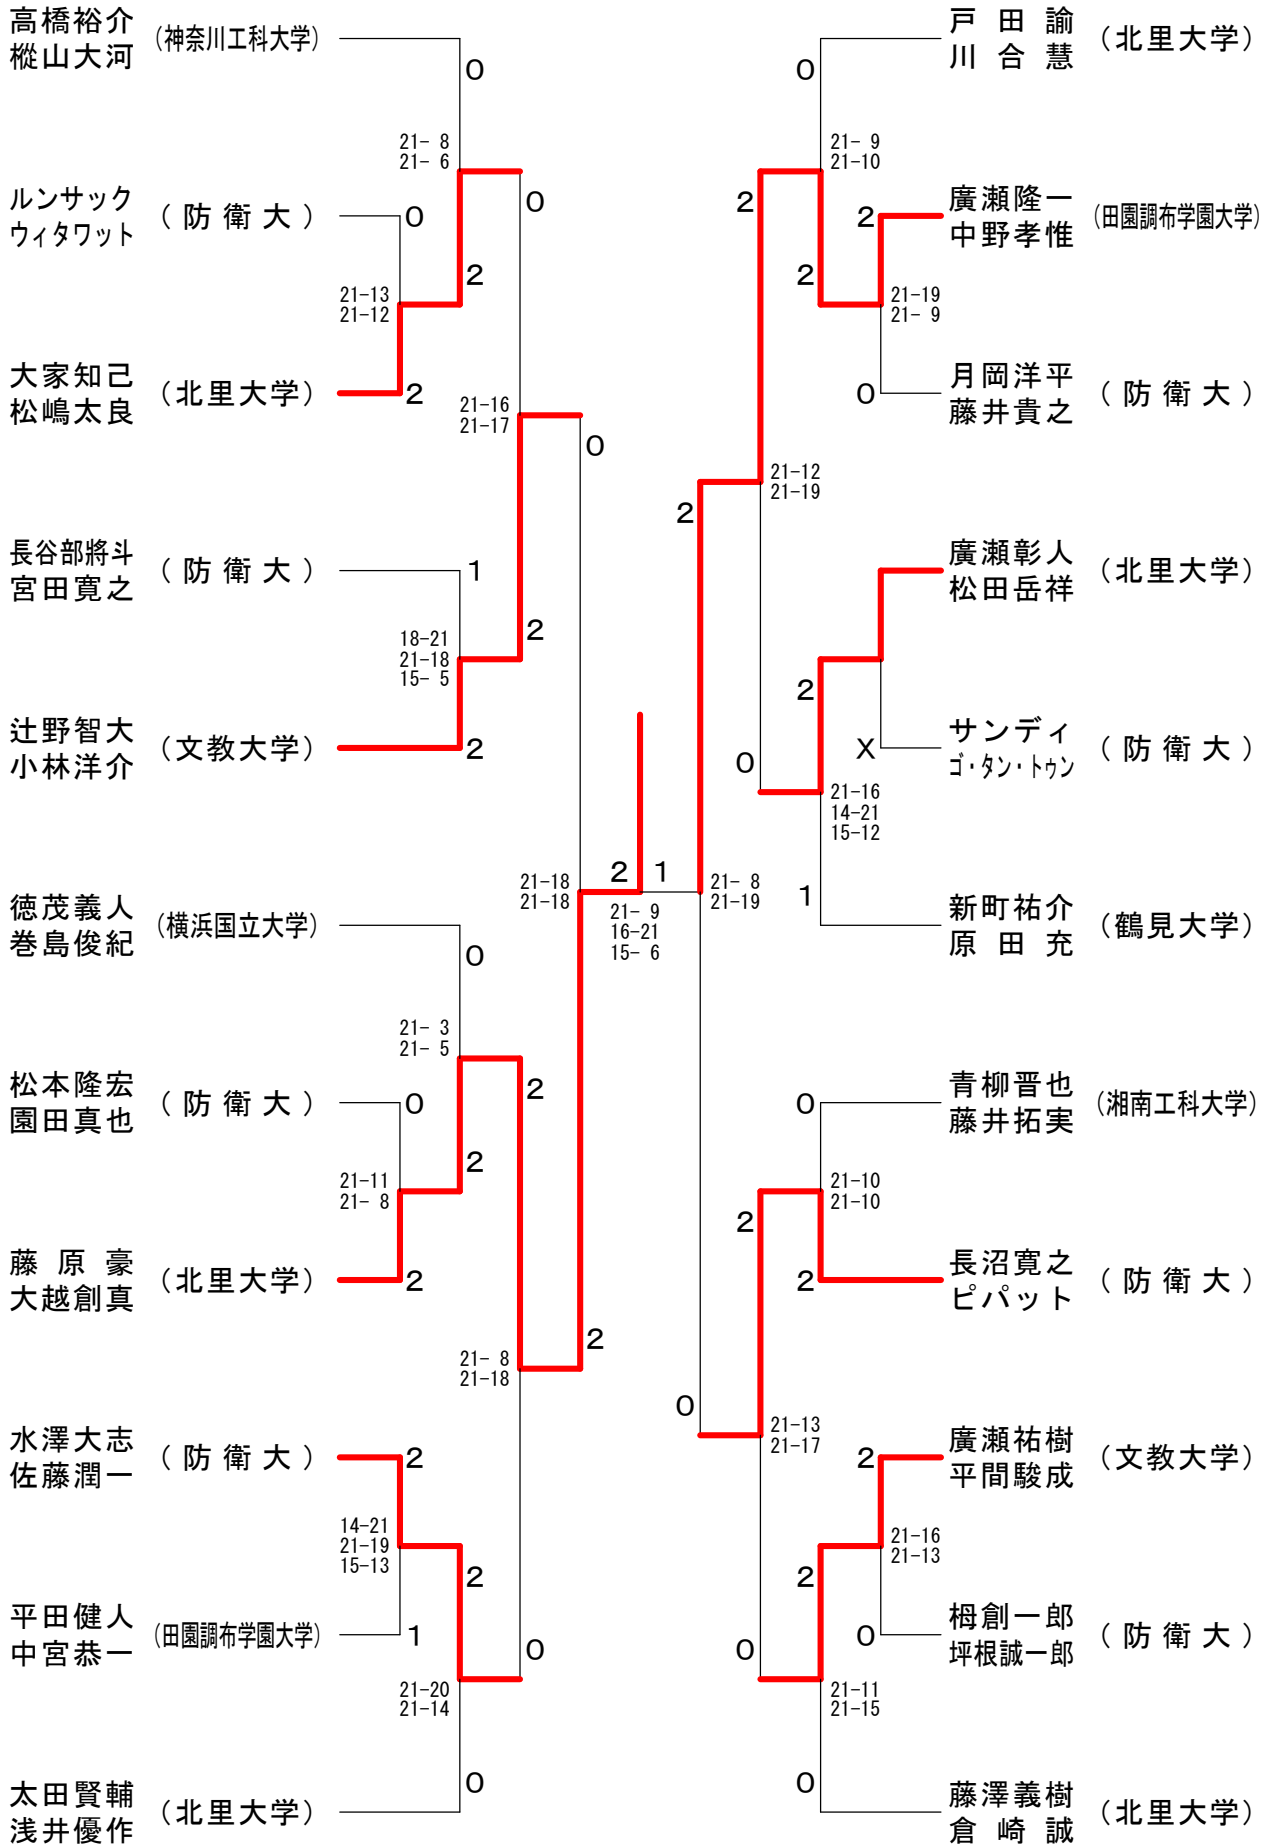 高橋裕介
樅山大河
(神奈川工科大学)
0
21- 8
21- 6
ルンサック
ウィタワット
(防衛大)
0
0
2
21-13
21-12
大家知己
松嶋太良
(北里大学)
2
21-16
21-17
0
長谷部將斗
宮田寛之
(防衛大)
1
2
18-21
21-18
15- 5
辻野智大
小林洋介
(文教大学)
2
21-18
21-18
2
1
21- 9
16-21
15- 6
徳茂義人
巻島俊紀
(横浜国立大学)
0
21- 3
21- 5
2
松本隆宏
園田真也
(防衛大)
0
2
21-11
21- 8
藤原豪
大越創真
(北里大学)
2
2
21- 8
21-18
水澤大志
佐藤潤一
(防衛大)
2
14-21
21-19
15-13
2
平田健人
中宮恭一
(田園調布学園大学)
1
0
21-20
21-14
太田賢輔
浅井優作
(北里大学)
0
戸田諭
川合慧
(北里大学)
0
21- 9
21-10
2
廣瀬隆一
中野孝惟
(田園調布学園大学)
2
2
21-19
21- 9
月岡洋平
藤井貴之
(防衛大)
0
21-12
21-19
2
廣瀬彰人
松田岳祥
(北里大学)
2
サンディ
ゴ・タン・トゥン
(防衛大)
X
0
21-16
14-21
15-12
21- 8
21-19
1
新町祐介
原田充
(鶴見大学)
青柳晋也
藤井拓実
(湘南工科大学)
0
21-10
21-10
2
長沼寛之
ピパット
(防衛大)
2
0
21-13
21-17
廣瀬祐樹
平間駿成
(文教大学)
2
21-16
21-13
2
栂創一郎
坪根誠一郎
(防衛大)
0
0
21-11
21-15
藤澤義樹
倉崎誠
(北里大学)
0